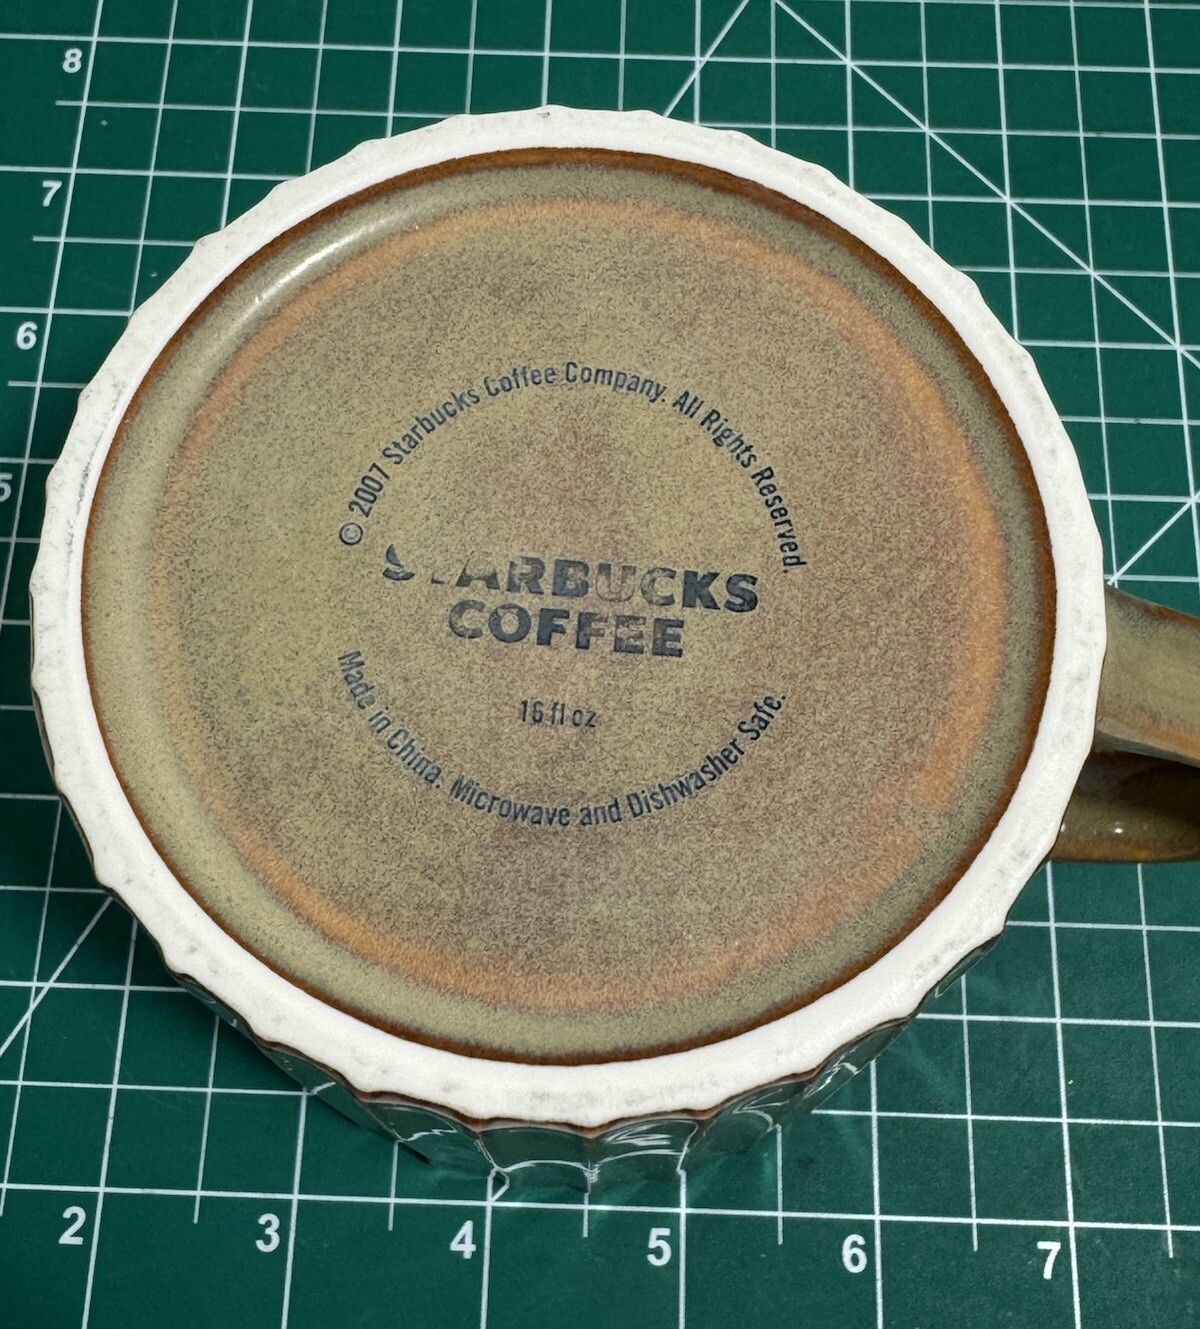 8
7
6
5
© 2007 Starbucks Coffee Company. All Rights Reserved.
STARBUCKS
COFFEE
16 fl oz
Made in China. Microwave and Dishwasher Safe.
2 3 4 5 6 7